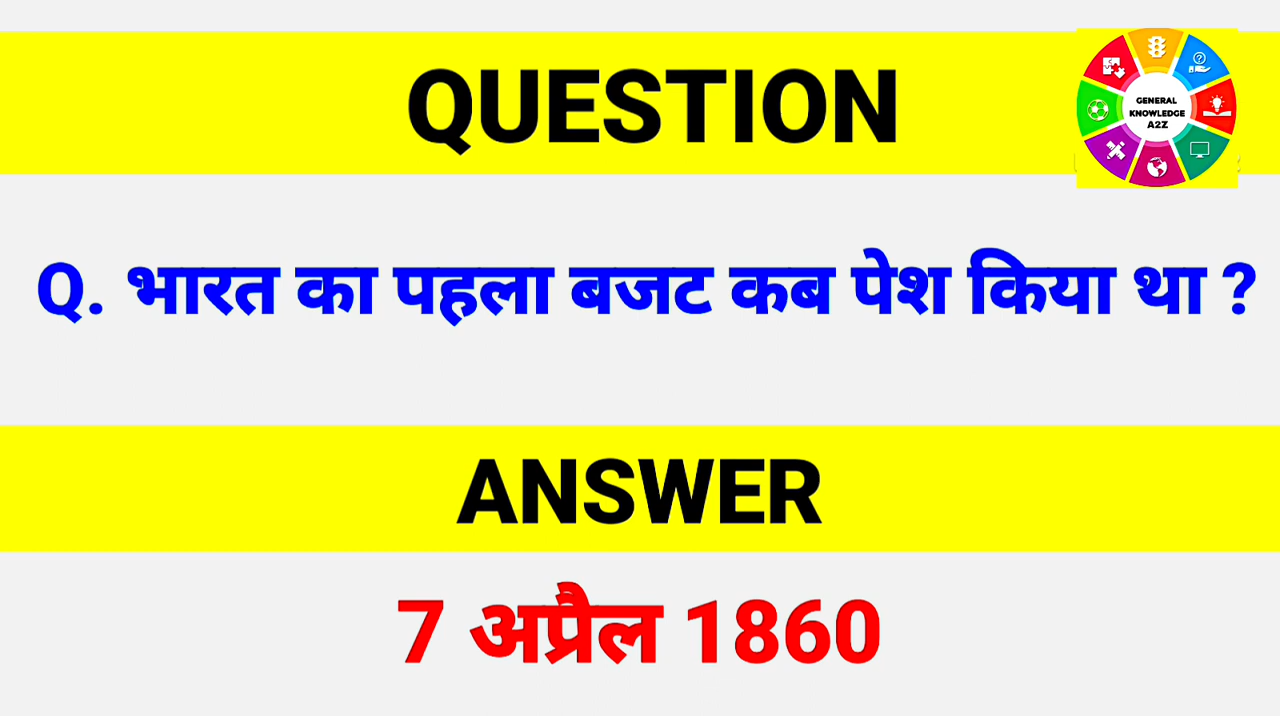 QUESTION
GENERAL
KNOWLEDGE
A2Z
Q. भारत का पहला बजट कब पेश किया था ?
ANSWER
7 अप्रैल 1860